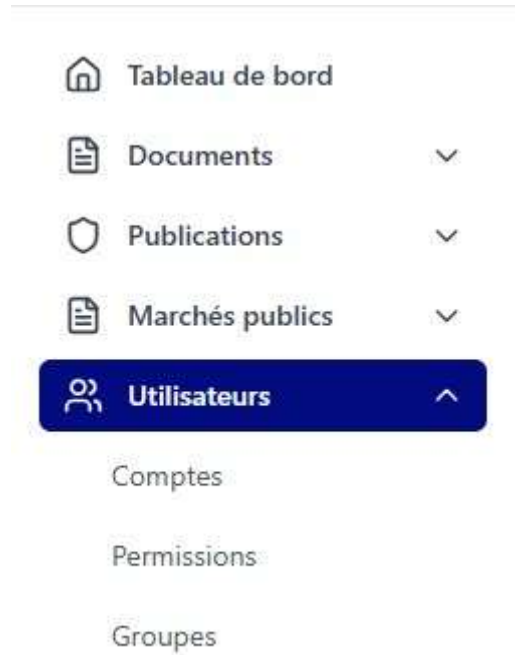 Tableau de bord
Documents
Publications
Marchés publics
Utilisateurs
Comptes
Permissions
Groupes